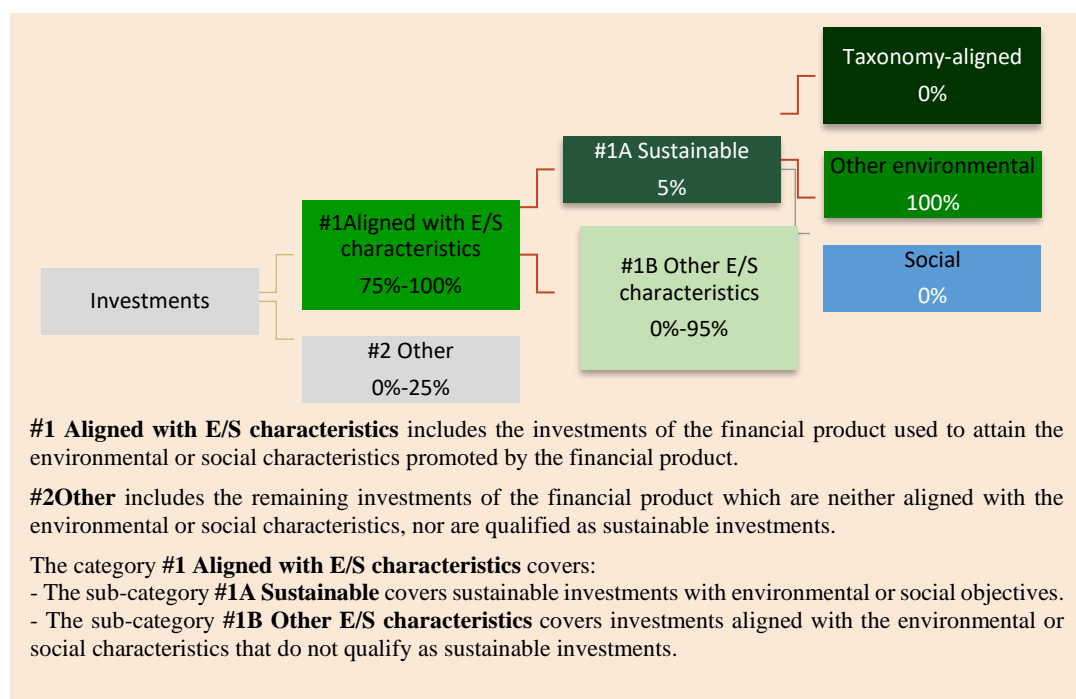 Taxonomy-aligned
0%
#1A Sustainable
5%
Other environmental
100%
#1Aligned with E/S
characteristics
75%-100%
#1B Other E/S
characteristics
0%-95%
Social
0%
Investments
#2 Other
0%-25%
#1 Aligned with E/S characteristics includes the investments of the financial product used to attain the
environmental or social characteristics promoted by the financial product.
#2Other includes the remaining investments of the financial product which are neither aligned with the
environmental or social characteristics, nor are qualified as sustainable investments.
The category #1 Aligned with E/S characteristics covers:
- The sub-category #1A Sustainable covers sustainable investments with environmental or social objectives.
- The sub-category #1B Other E/S characteristics covers investments aligned with the environmental or
social characteristics that do not qualify as sustainable investments.